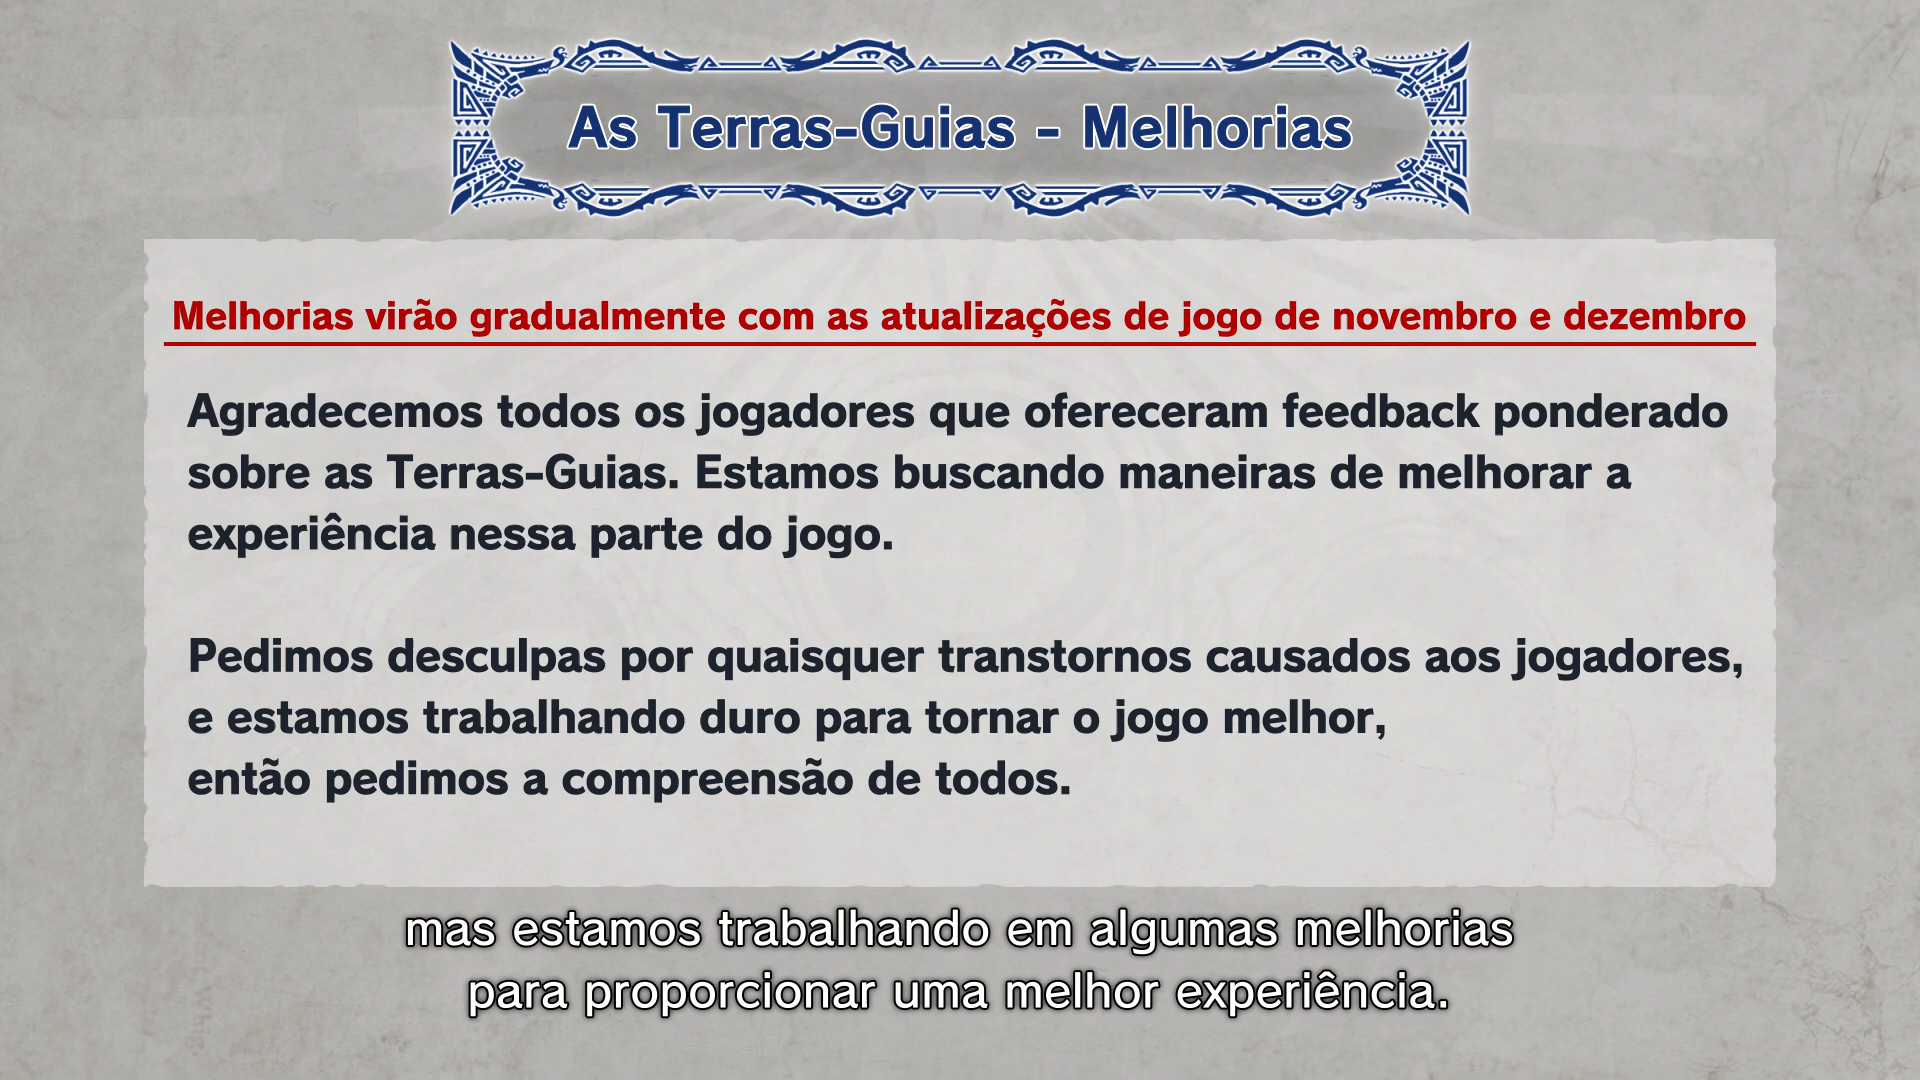 As Terras-Guias - Melhorias
Melhorias virão gradualmente com as atualizações de jogo de novembro e dezembro
Agradecemos todos os jogadores que ofereceram feedback ponderado
sobre as Terras-Guias. Estamos buscando maneiras de melhorar a
experiência nessa parte do jogo.
Pedimos desculpas por quaisquer transtornos causados aos jogadores,
e estamos trabalhando duro para tornar o jogo melhor,
então pedimos a compreensão de todos.
mas estamos trabalhando em algumas melhorias
para proporcionar uma melhor experiência.